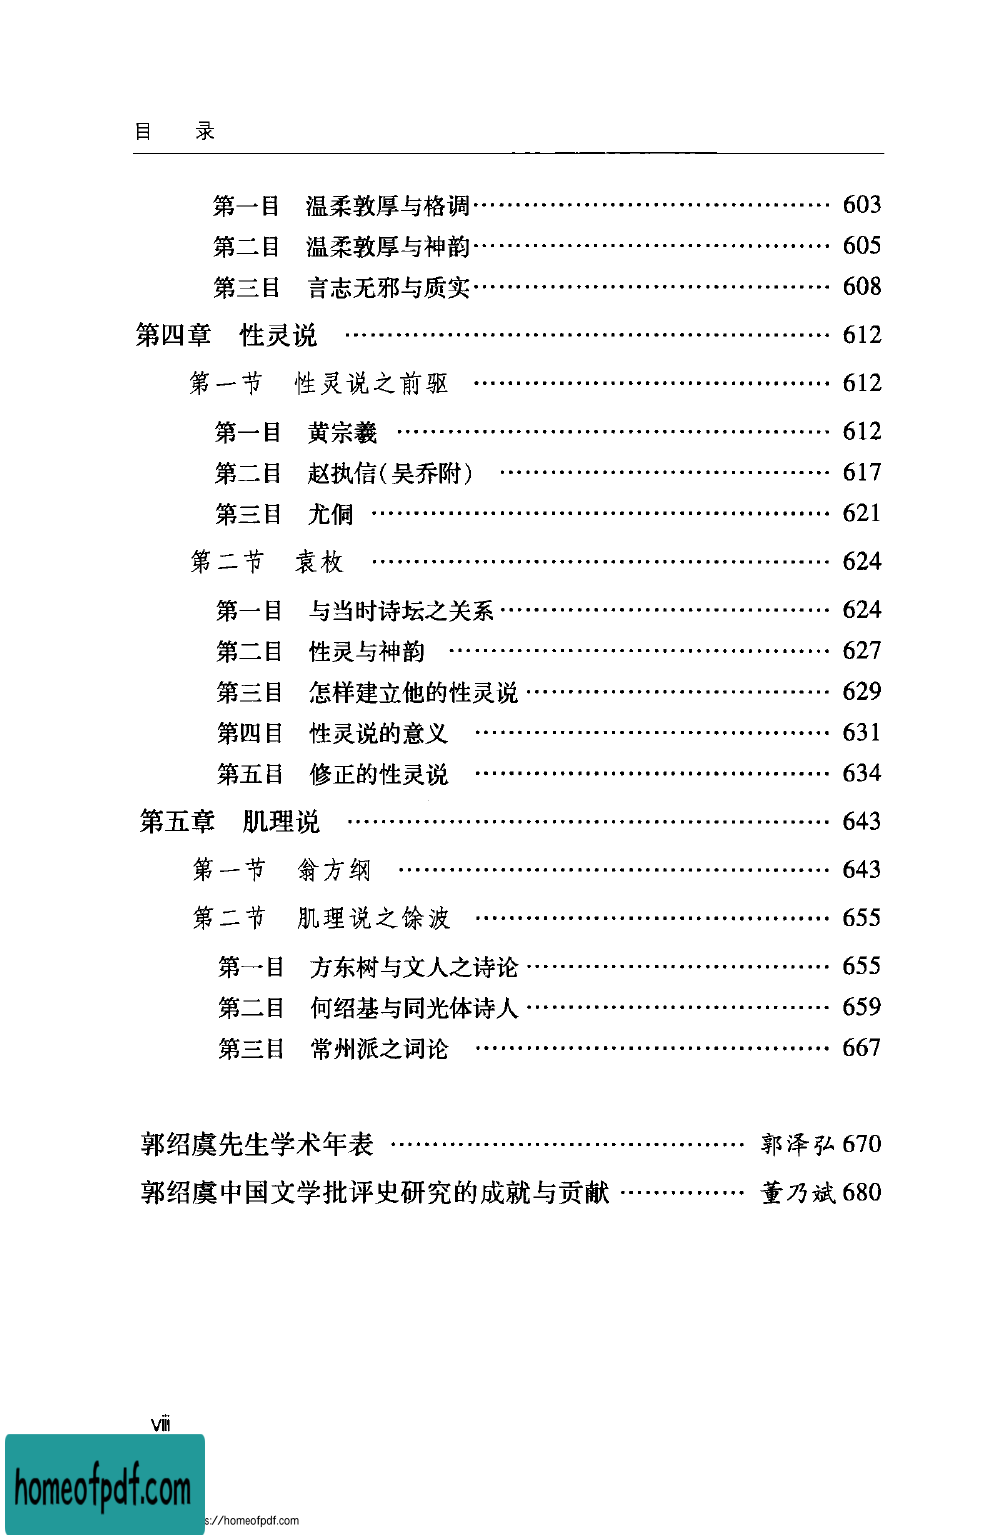 目 录
第一目 温柔敦厚与格调…………………………………… 603
第二目 温柔敦厚与神韵…………………………………… 605
第三目 言志无邪与质实…………………………………… 608
第四章 性灵说 ………………………………………………… 612
第一节 性灵说之前驱 …………………………………… 612
第一目 黄宗羲 …………………………………………… 612
第二目 赵执信(吴乔附) ………………………………… 617
第三目 尤侗 ……………………………………………… 621
第二节 袁枚 ……………………………………………… 624
第一目 与当时诗坛之关系………………………………… 624
第二目 性灵与神韵 ……………………………………… 627
第三目 怎样建立他的性灵说……………………………… 629
第四目 性灵说的意义 …………………………………… 631
第五目 修正的性灵说 …………………………………… 634
第五章 肌理说 ………………………………………………… 643
第一节 翁方纲 …………………………………………… 643
第二节 肌理说之馀波 …………………………………… 655
第一目 方东树与文人之诗论……………………………… 655
第二目 何绍基与同光体诗人……………………………… 659
第三目 常州派之词论 …………………………………… 667
郭绍虞先生学术年表 …………………………………… 郭泽弘 670
郭绍虞中国文学批评史研究的成就与贡献 …………… 董乃斌 680
viii
homeofpdf.com
s://homeofpdf.com